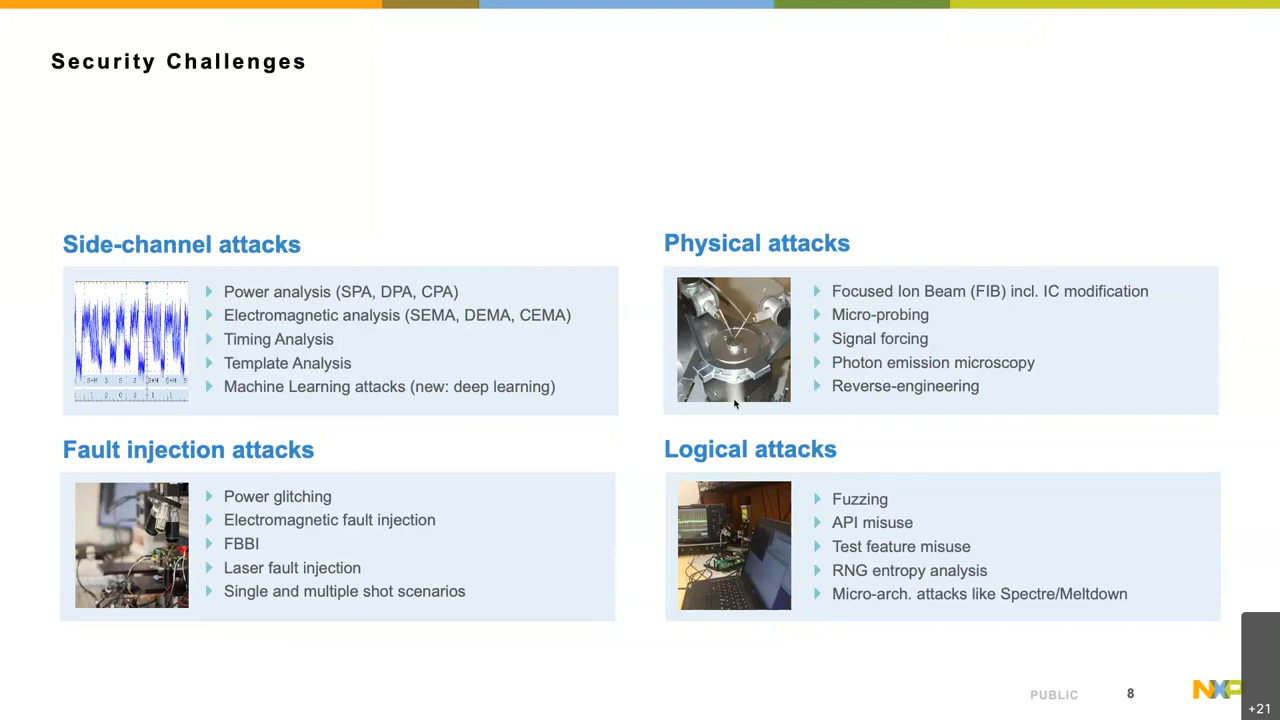 Security Challenges
Side-channel attacks
Power analysis (SPA, DPA, CPA)
Electromagnetic analysis (SEMA, DEMA, CEMA)
Timing Analysis
Template Analysis
Machine Learning attacks (new: deep learning)
Physical attacks
Focused Ion Beam (FIB) incl. IC modification
Micro-probing
Signal forcing
Photon emission microscopy
Reverse-engineering
Fault injection attacks
Power glitching
Electromagnetic fault injection
FBBI
Laser fault injection
Single and multiple shot scenarios
Logical attacks
Fuzzing
API misuse
Test feature misuse
RNG entropy analysis
Micro-arch. attacks like Spectre/Meltdown
PUBLIC
8
NXP
+21